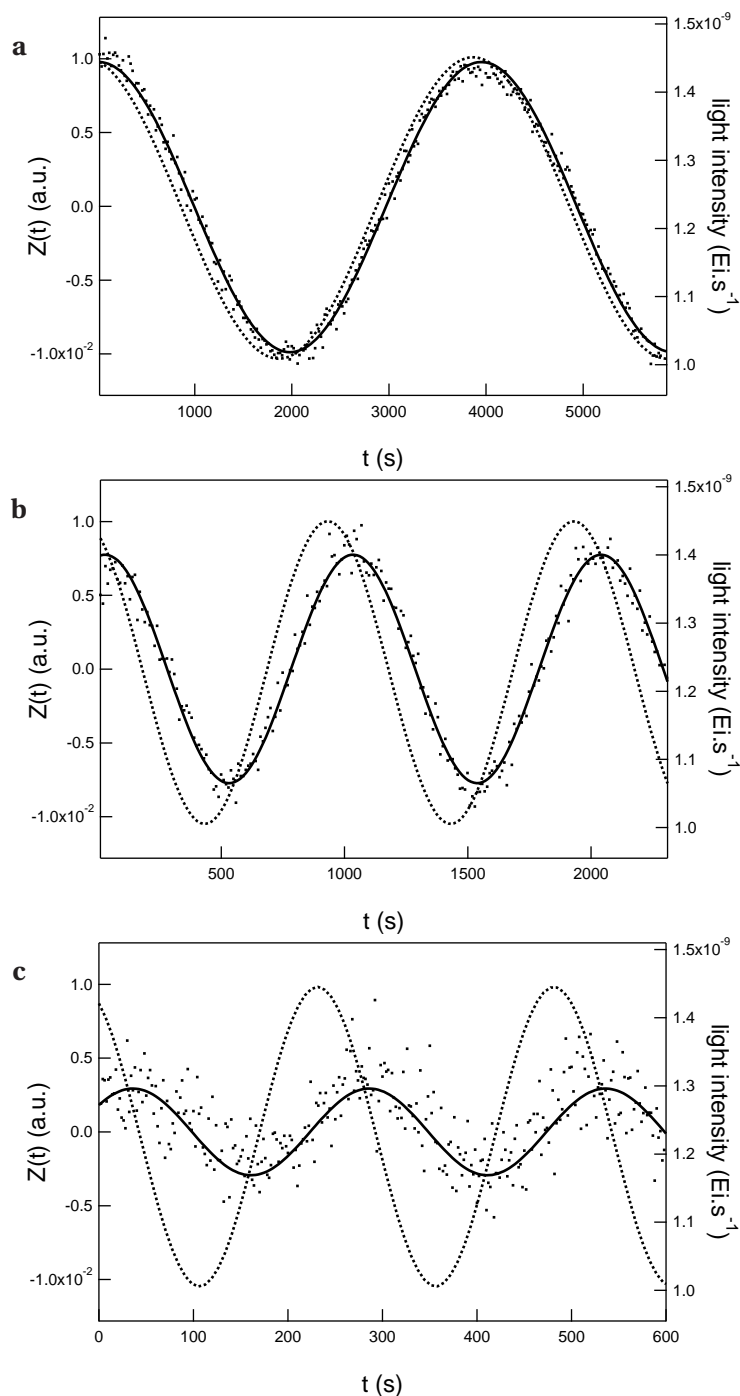 a
1.0
0.5
0.0
-0.5
-1.0x10-2
Z(t) (a.u.)
1.5x10-9
1.4
1.3
1.2
1.1
1.0
light intensity (Ei.s-1)
1000
2000
3000
4000
5000
t (s)
b
1.0
0.5
0.0
-0.5
-1.0x10-2
Z(t) (a.u.)
1.5x10-9
1.4
1.3
1.2
1.1
1.0
light intensity (Ei.s-1)
500
1000
1500
2000
t (s)
c
1.0
0.5
0.0
-0.5
-1.0x10-2
Z(t) (a.u.)
1.5x10-9
1.4
1.3
1.2
1.1
1.0
light intensity (Ei.s-1)
0
100
200
300
400
500
600
t (s)